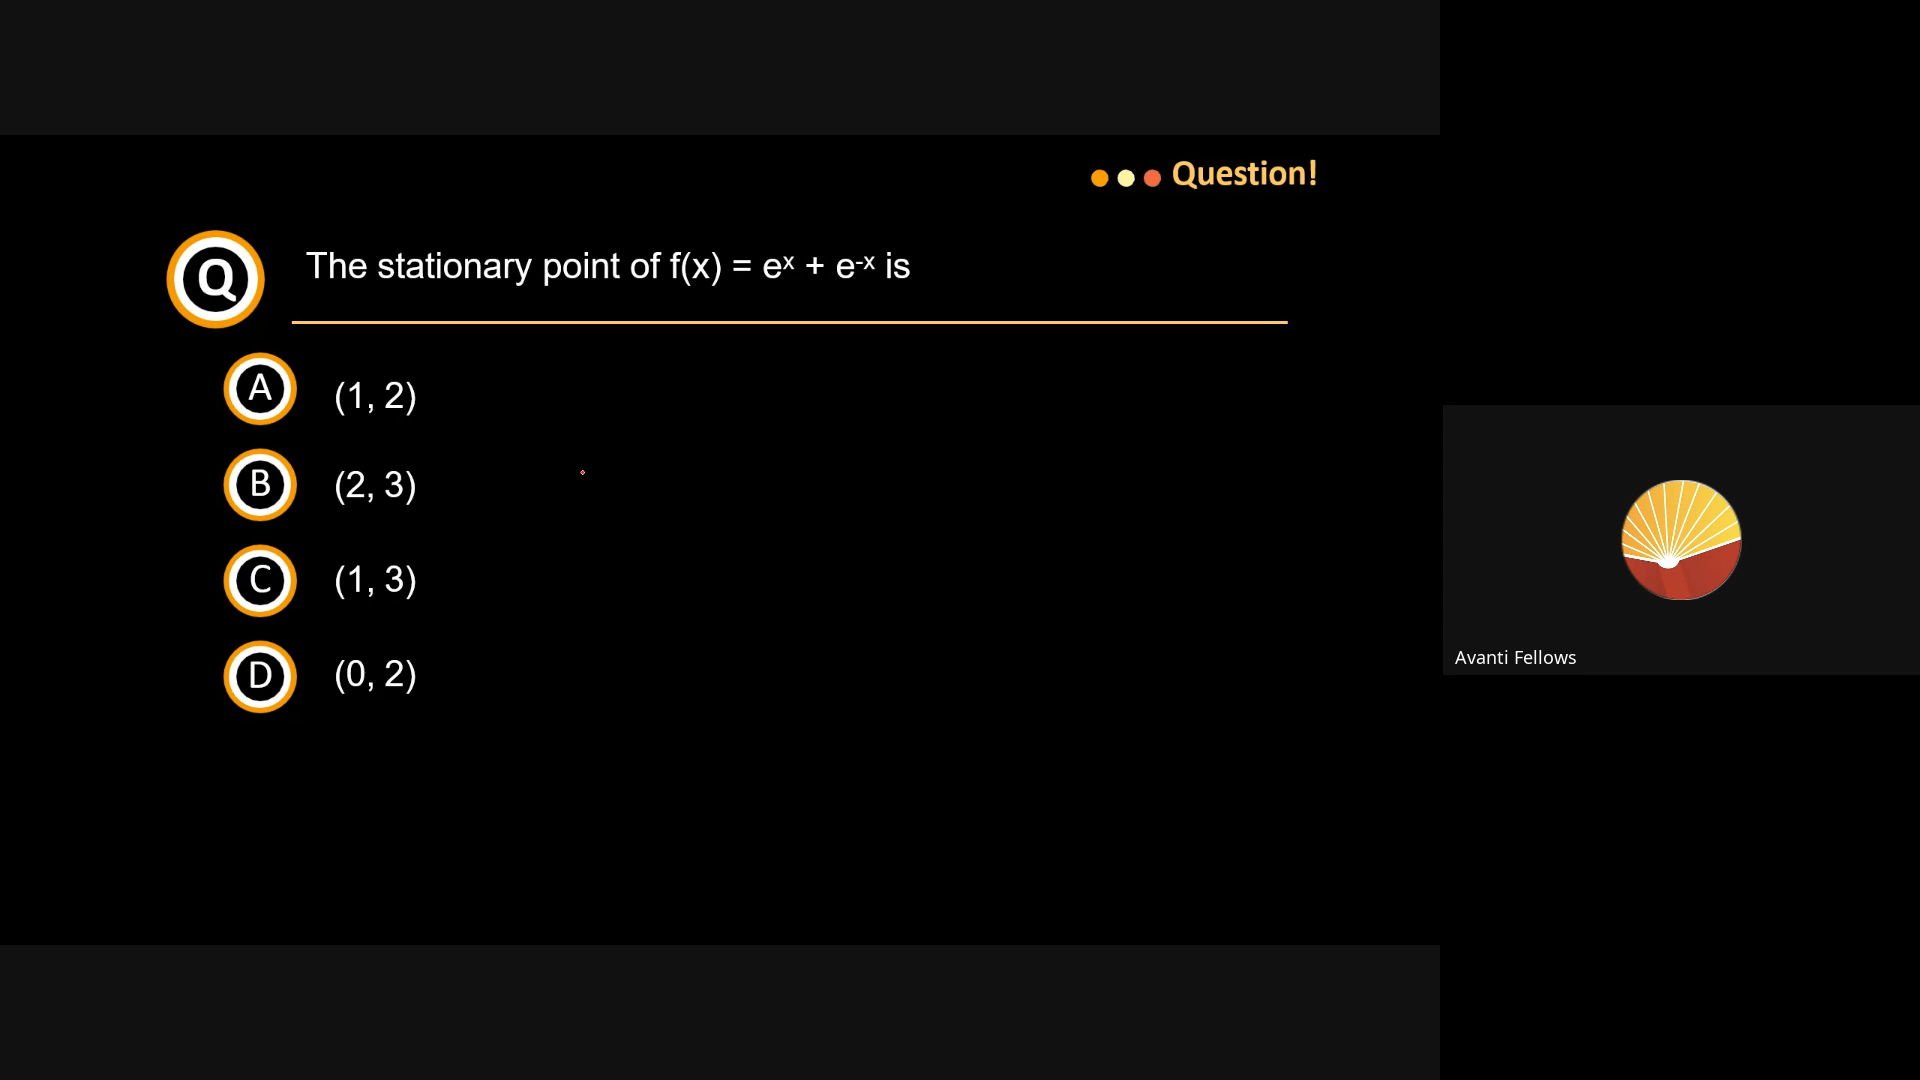 Question!
Q
The stationary point of f(x) = eˣ + e⁻ˣ is
A (1, 2)
B (2, 3)
C (1, 3)
D (0, 2)
Avanti Fellows